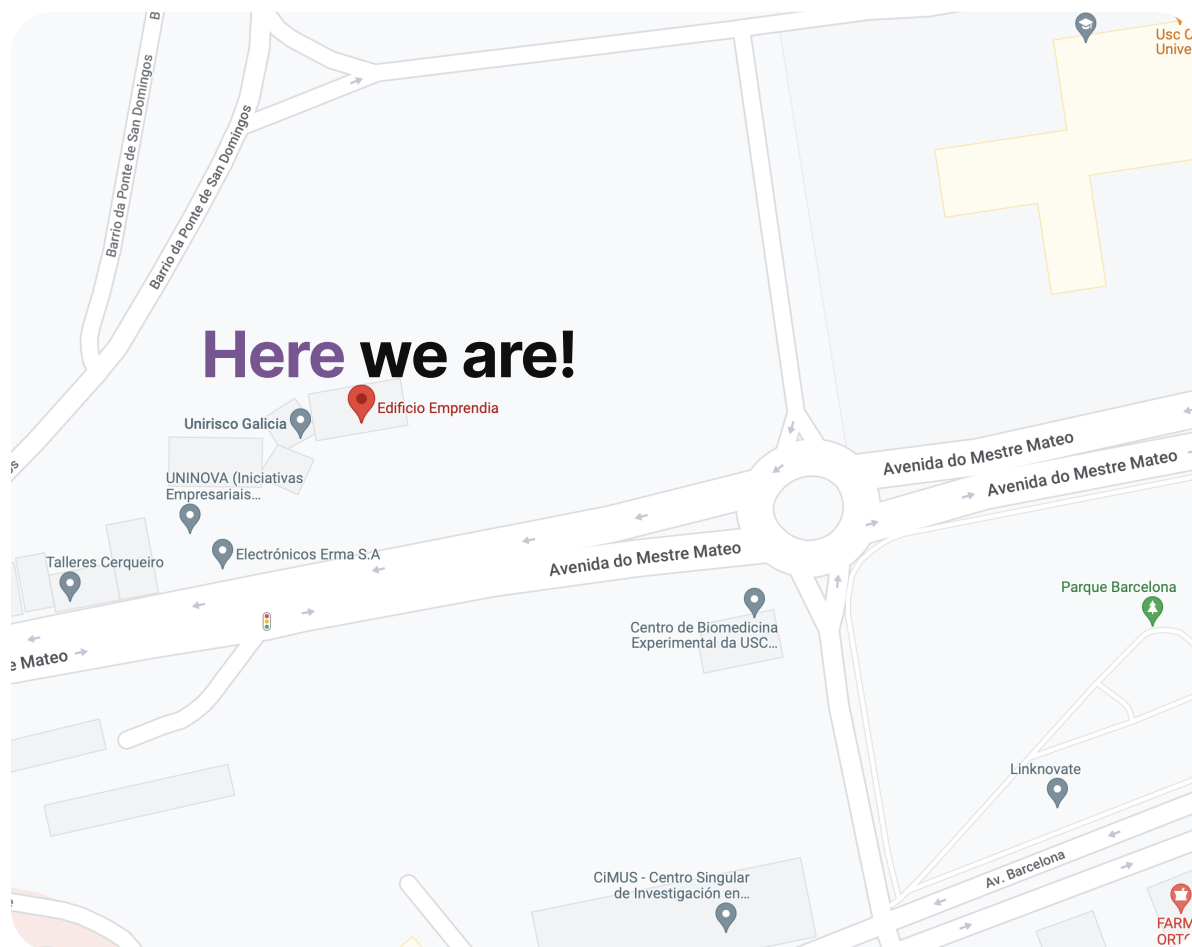 B
Usc C
Unive
Barrio da Ponte de San Domingos
Barrio da Ponte de San Domingos
Here we are!
Edificio Emprendia
Unirisco Galicia
Avenida do Mestre Mateo
Avenida do Mestre Mateo
os
UNINOVA (Iniciativas
Empresariais...
Electrónicos Erma S.A
Talleres Cerqueiro
Avenida do Mestre Mateo
Parque Barcelona
Centro de Biomedicina
Experimental da USC...
e Mateo
Linknovate
Av. Barcelona
CiMUS - Centro Singular
de Investigación en...
e
FARM
ORTO